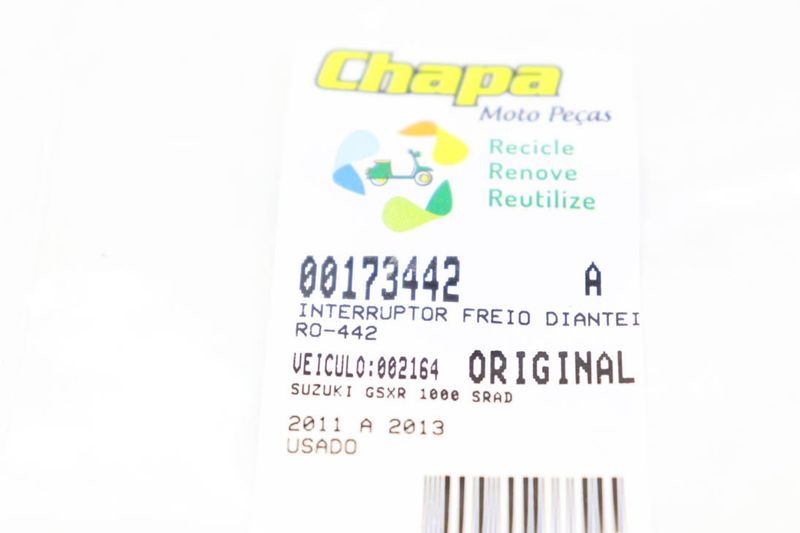 Chapa
Moto Peças
Recicle
Renove
Reutilize
00173442 A
INTERRUPTOR FREIO DIANTEI
RO-442
VEICULO:002164 ORIGINAL
SUZUKI GSXR 1000 SRAD
2011 A 2013
USADO